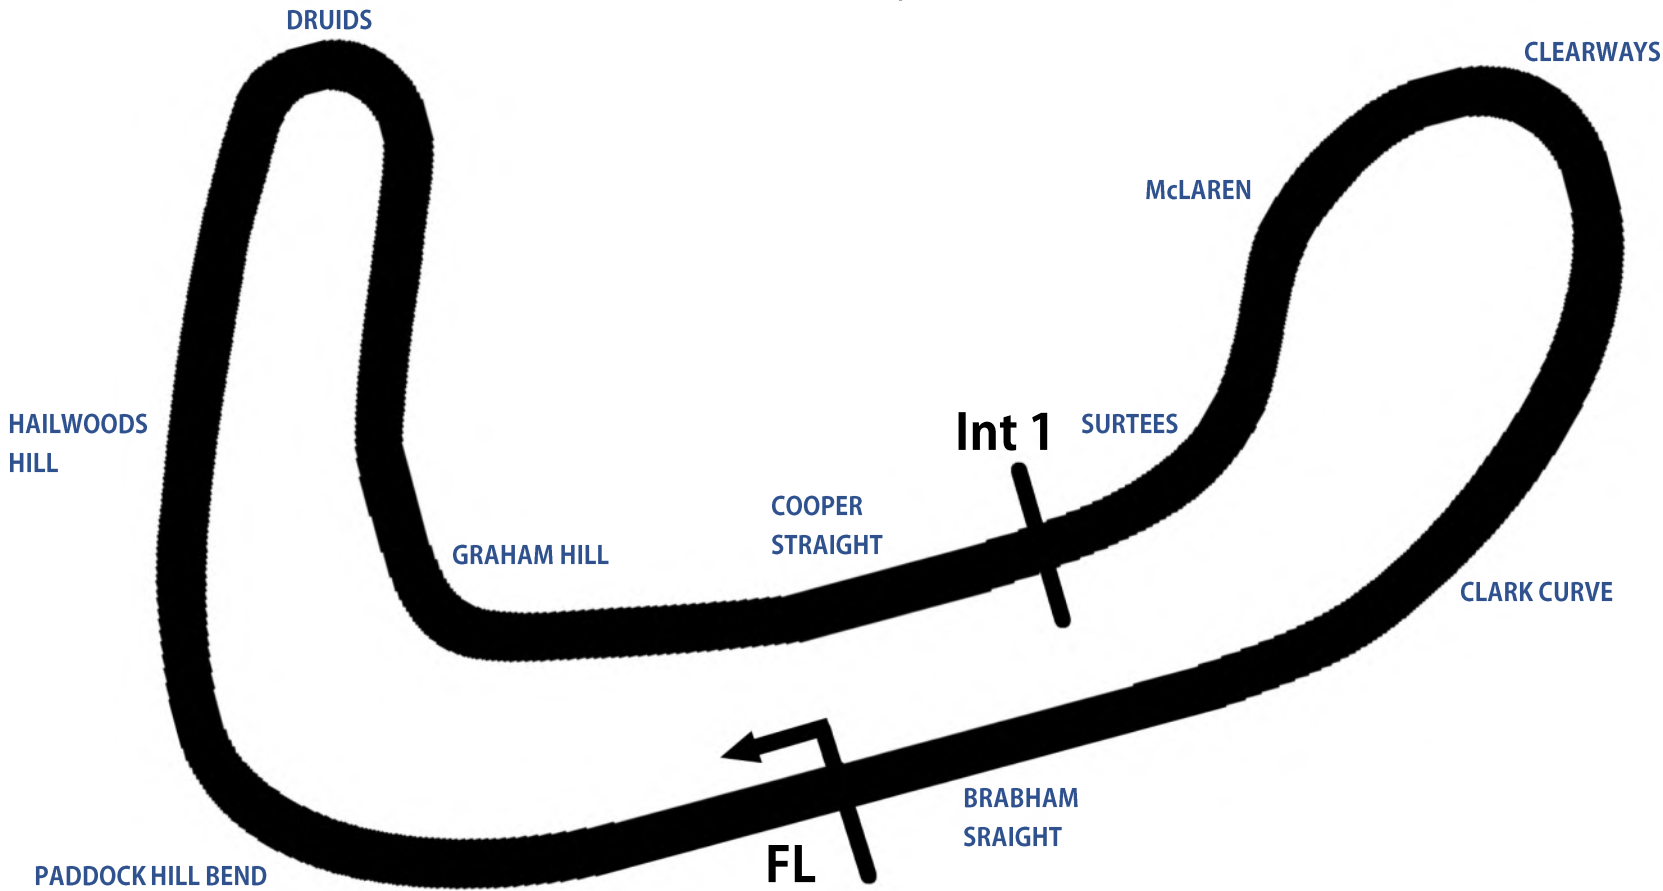 DRUIDS
CLEARWAYS
McLAREN
HAILWOODS
HILL
Int 1
SURTEES
COOPER
STRAIGHT
GRAHAM HILL
CLARK CURVE
BRABHAM
SRAIGHT
FL
PADDOCK HILL BEND